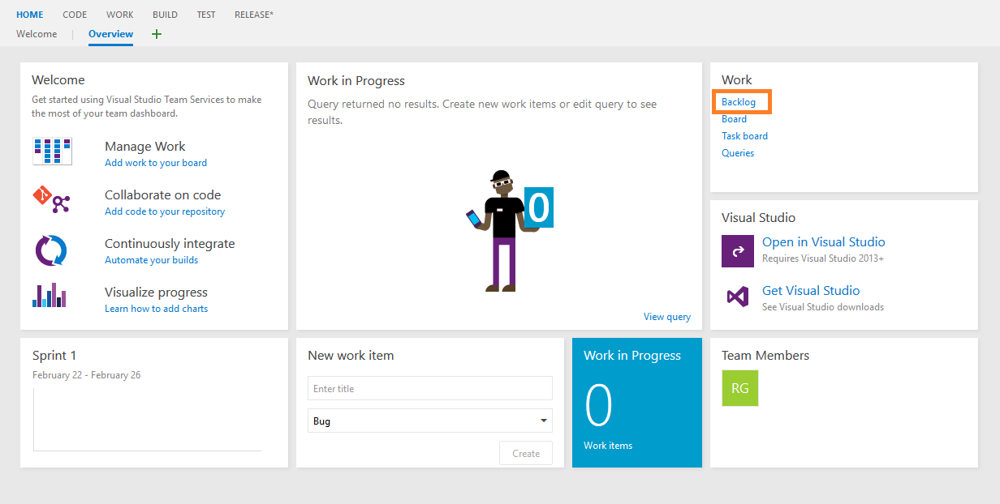 HOME CODE WORK BUILD TEST RELEASE*
Welcome | Overview +
Welcome
Get started using Visual Studio Team Services to make
the most of your team dashboard.
Manage Work
Add work to your board
Collaborate on code
Add code to your repository
Continuously integrate
Automate your builds
Visualize progress
Learn how to add charts
Work in Progress
Query returned no results. Create new work items or edit query to see
results.
0
View query
Work
Backlog
Board
Task board
Queries
Visual Studio
Open in Visual Studio
Requires Visual Studio 2013+
Get Visual Studio
See Visual Studio downloads
Sprint 1
February 22 - February 26
New work item
Enter title
Bug
Create
Work in Progress
0
Work items
Team Members
RG